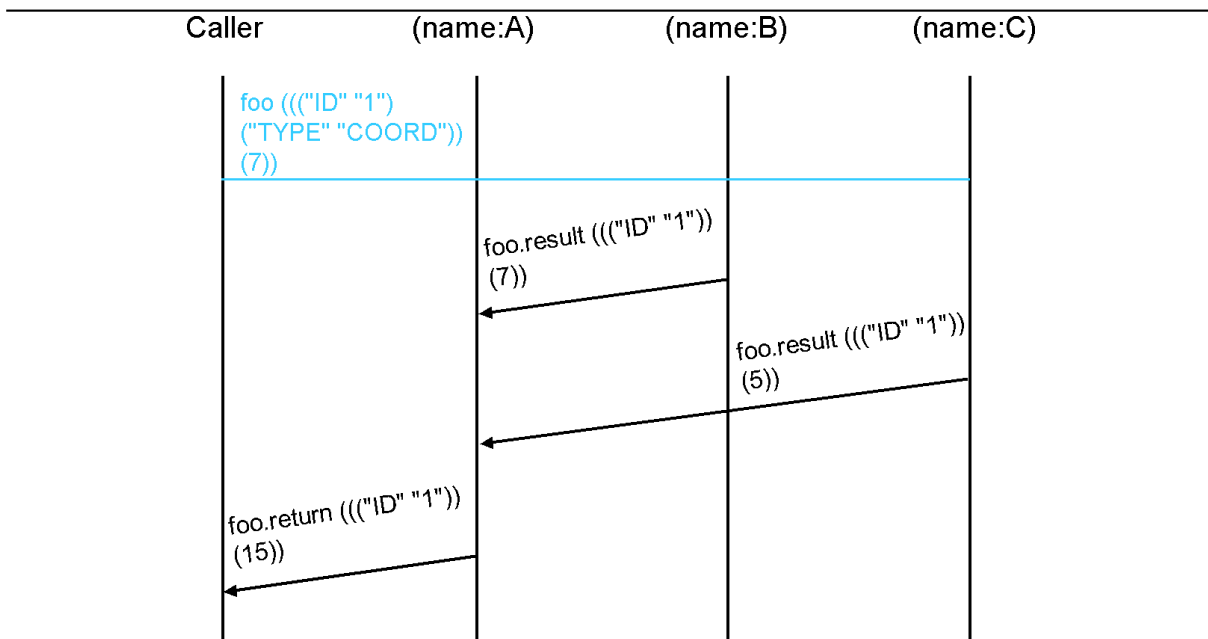 Caller (name:A) (name:B) (name:C)
foo ((("ID" "1")
("TYPE" "COORD"))
(7))
foo.result ((("ID" "1"))
(7))
foo.result ((("ID" "1"))
(5))
foo.return ((("ID" "1"))
(15))